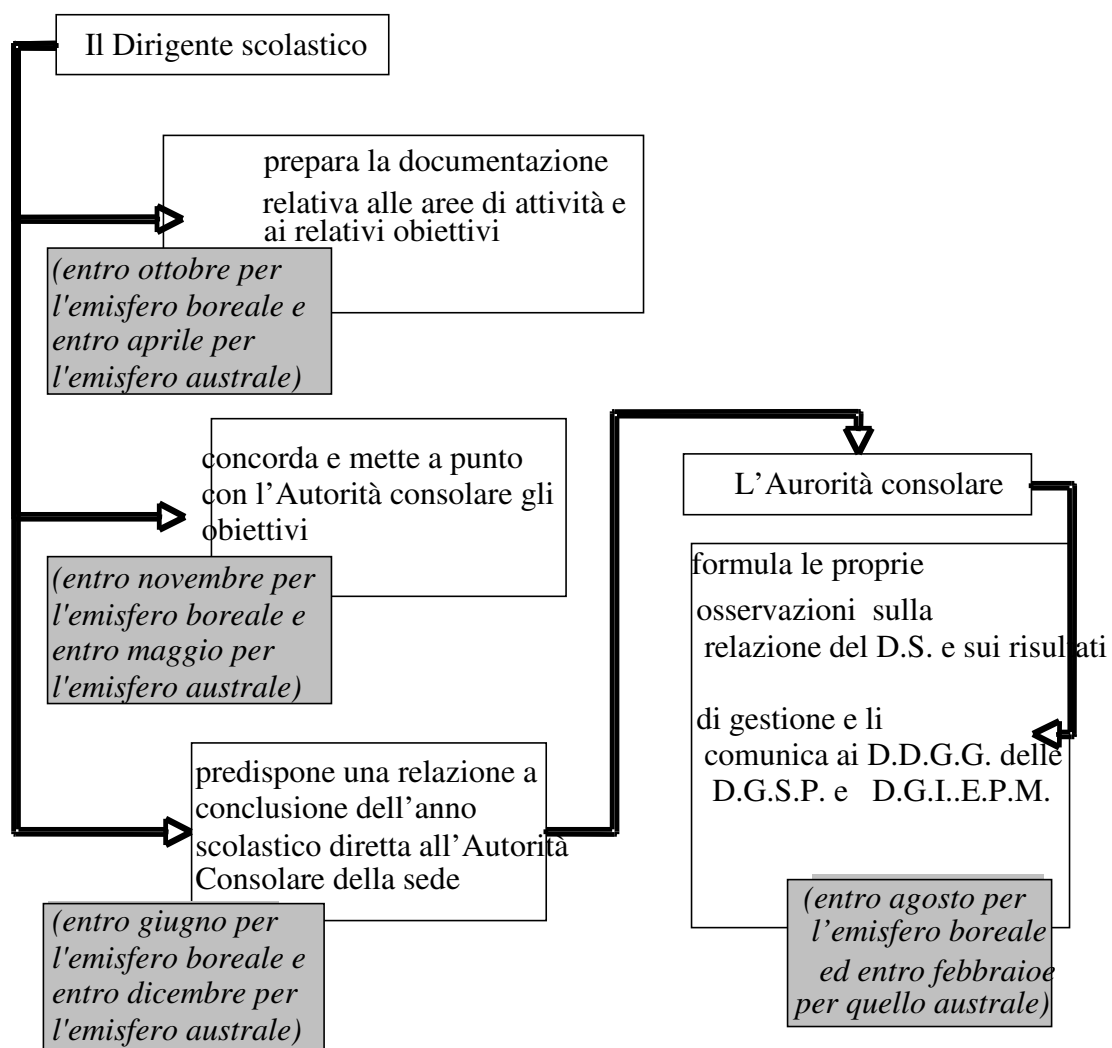 Il Dirigente scolastico
prepara la documentazione
relativa alle aree di attività e
ai relativi obiettivi
(entro ottobre per
l'emisfero boreale e
entro aprile per
l'emisfero australe)
concorda e mette a punto
con l’Autorità consolare gli
obiettivi
(entro novembre per
l'emisfero boreale e
entro maggio per
l'emisfero australe)
predispone una relazione a
conclusione dell’anno
scolastico diretta all’Autorità
Consolare della sede
(entro giugno per
l'emisfero boreale e
entro dicembre per
l'emisfero australe)
L’Aurorità consolare
formula le proprie
osservazioni sulla
relazione del D.S. e sui risultati
di gestione e li
comunica ai D.D.G.G. delle
D.G.S.P. e D.G.I..E.P.M.
(entro agosto per
l’emisfero boreale
ed entro febbraioe
per quello australe)